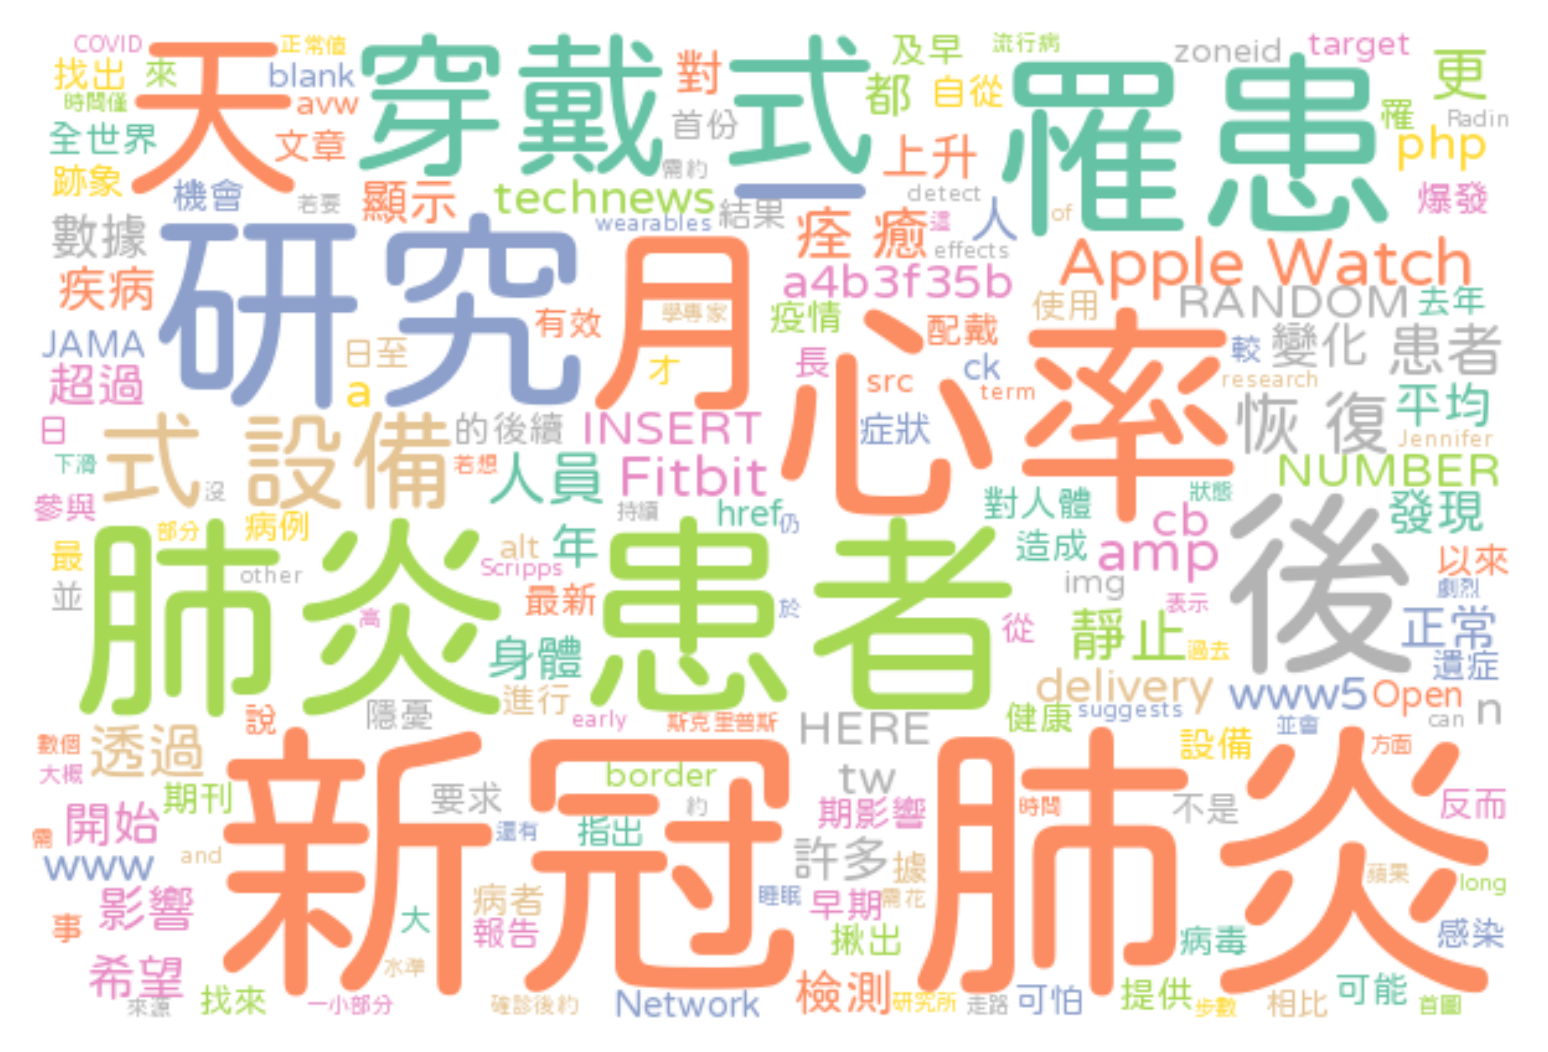 COVID
天
正常值
穿戴式
對
及早
流行病
zoneid
target
罹患
更
找出
來
blank
都
自從
時間僅
avw
首份
罹
Radin
全世界
文章
上升
php
跡象
機會
若要
顯示
technews
需約
detect
爆發
數據
一
wearables
結果
痊癒
這
人
of
effects
研究
月
Apple Watch
疾病
a4b3f35b
使用
RANDOM
去年
有效
學專家
疫情
心率
配戴
JAMA
日至
變化
患者
較
超過
a
才
長
src
ck
term
research
平均
日
式
設備
的後續
INSERT
症狀
恢復
Jennifer
下滑
若想
人員
Fitbit
NUMBER
參與
沒
持續
href
仍
對人體
狀態
cb
後
發現
最
部分
病例
肺炎患者
alt
年
造成
amp
以來
並
other
Scripps
img
劇烈
高
最新
於
表示
從
靜止
過去
正常
身體
遺症
進行
delivery
www5
Open
說
隱憂
early
斯克里普斯
HERE
健康
suggests
can
n
並會
數個
透過
設備
方面
大概
新冠肺炎
border
tw
期刊
要求
約
期影響
時間
不是
反而
開始
還有
指出
需
www
and
許多
據
蘋果
long
影響
病者
睡眠
早期
需花
事
大
報告
揪出
病毒
感染
希望
水準
檢測
來源
找來
一小部分
確診後約
Network
研究所
走路
可怕
提供
步數
相比
可能
首圖